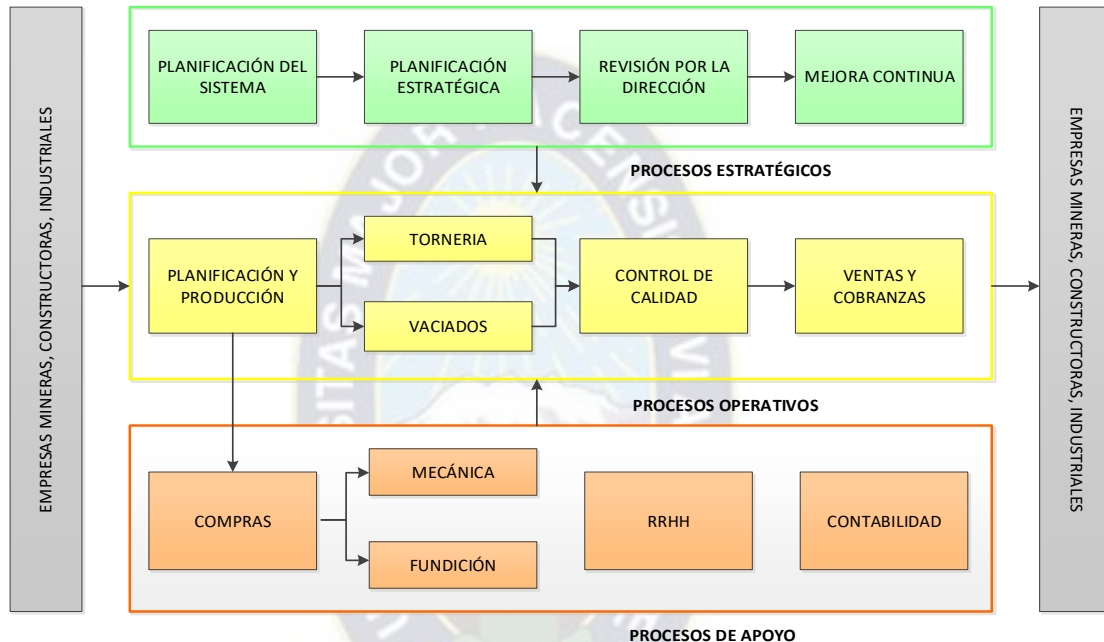 EMPRESAS MINERAS, CONSTRUCTORAS, INDUSTRIALES
PLANIFICACIÓN DEL
SISTEMA
PLANIFICACIÓN
ESTRATÉGICA
REVISIÓN POR LA
DIRECCIÓN
MEJORA CONTINUA
PROCESOS ESTRATÉGICOS
PLANIFICACIÓN Y
PRODUCCIÓN
TORNERIA
VACIADOS
CONTROL DE
CALIDAD
VENTAS Y
COBRANZAS
PROCESOS OPERATIVOS
COMPRAS
MECÁNICA
FUNDICIÓN
RRHH
CONTABILIDAD
PROCESOS DE APOYO
EMPRESAS MINERAS, CONSTRUCTORAS, INDUSTRIALES